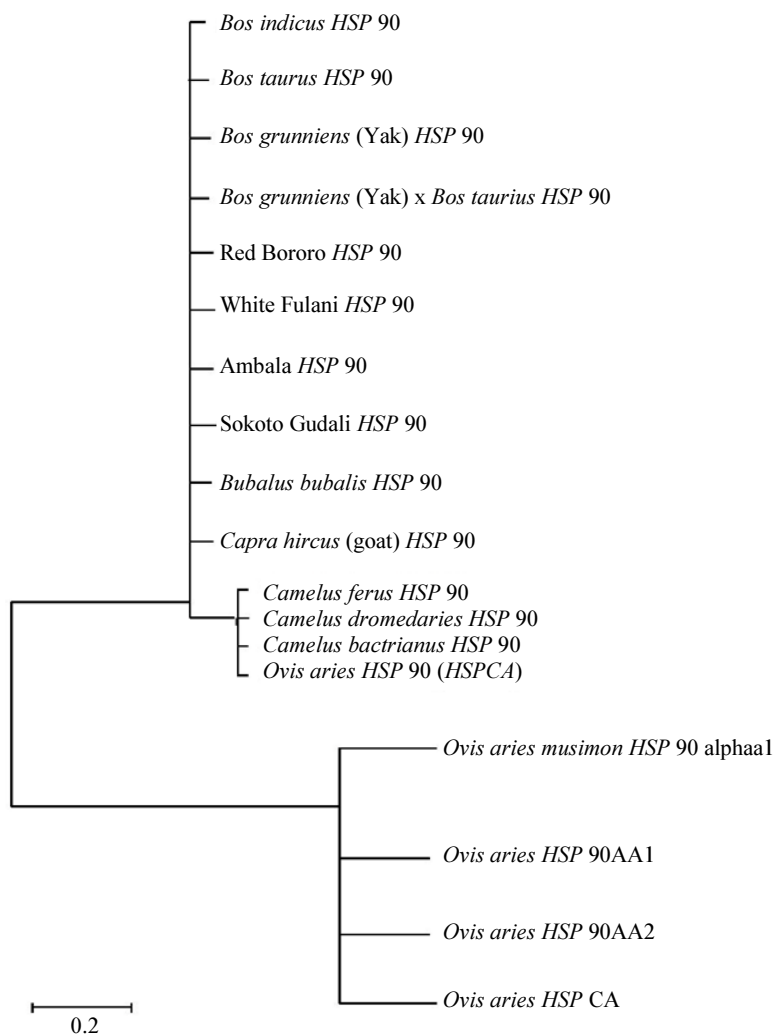 Bos indicus HSP 90
Bos taurus HSP 90
Bos grunniens (Yak) HSP 90
Bos grunniens (Yak) x Bos taurius HSP 90
Red Bororo HSP 90
White Fulani HSP 90
Ambala HSP 90
Sokoto Gudali HSP 90
Bubalus bubalis HSP 90
Capra hircus (goat) HSP 90
Camelus ferus HSP 90
Camelus dromedaries HSP 90
Camelus bactrianus HSP 90
Ovis aries HSP 90 (HSPCA)
Ovis aries musimon HSP 90 alphaa1
Ovis aries HSP 90AA1
Ovis aries HSP 90AA2
Ovis aries HSP CA
0.2